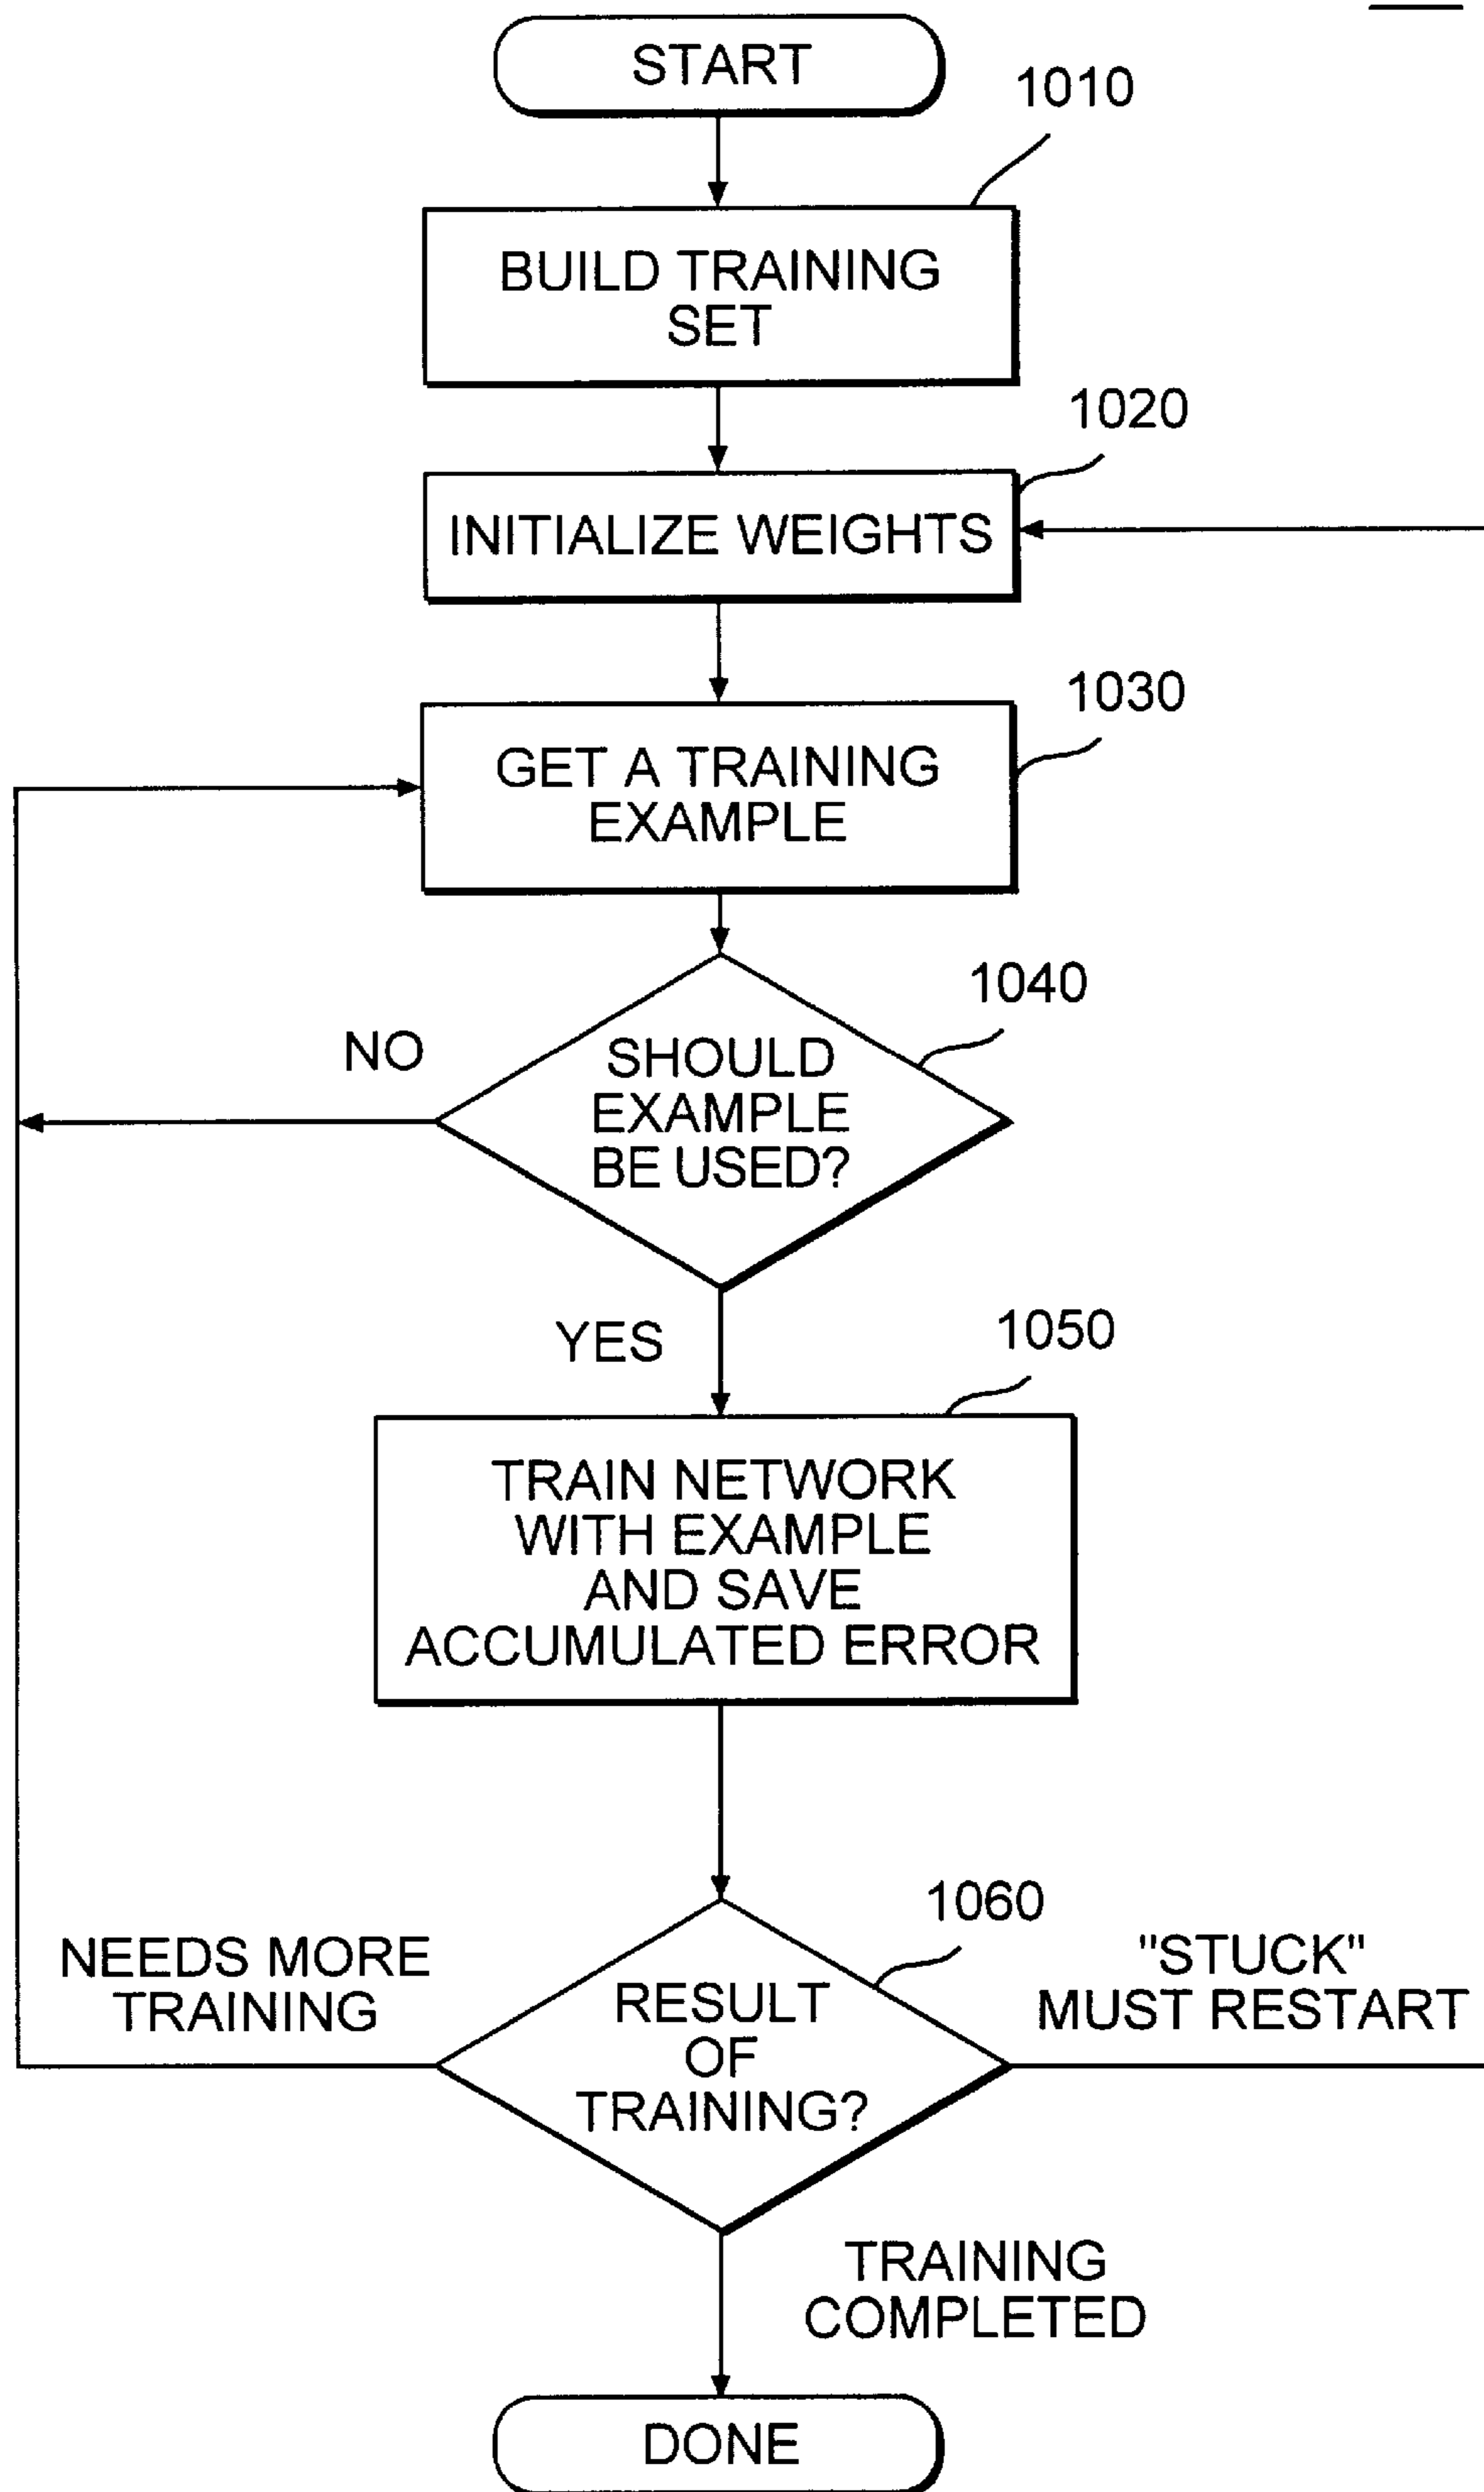 START
1010
BUILD TRAINING
SET
1020
INITIALIZE WEIGHTS
1030
GET A TRAINING
EXAMPLE
1040
NO
SHOULD
EXAMPLE
BE USED?
YES
1050
TRAIN NETWORK
WITH EXAMPLE
AND SAVE
ACCUMULATED ERROR
1060
NEEDS MORE
TRAINING
RESULT
OF
TRAINING?
"STUCK"
MUST RESTART
TRAINING
COMPLETED
DONE